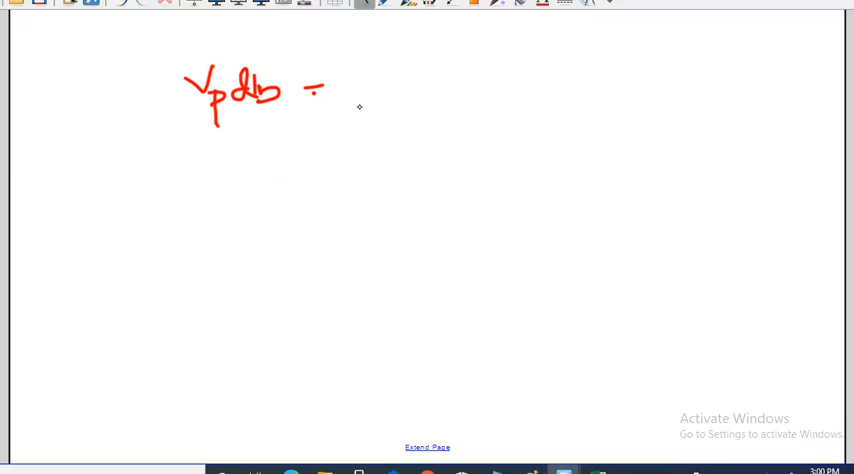 Vpdb =
Extend Page
Activate Windows
Go to Settings to activate Windows.
3:00 PM